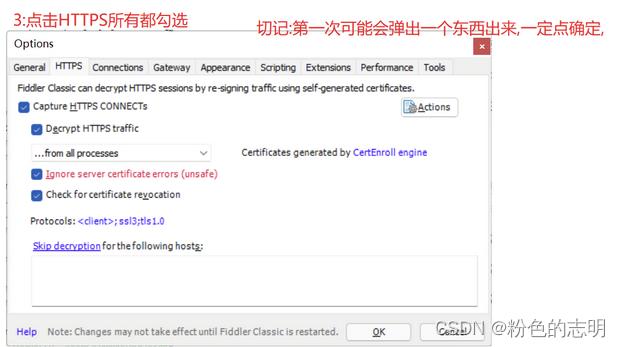 3:点击HTTPS所有都勾选
切记:第一次可能会弹出一个东西出来,一定点确定,
Options
General HTTPS Connections Gateway Appearance Scripting Extensions Performance Tools
Fiddler Classic can decrypt HTTPS sessions by re-signing traffic using self-generated certificates.
Capture HTTPS CONNECTs
Actions
Decrypt HTTPS traffic
...from all processes
Certificates generated by CertEnroll engine
Ignore server certificate errors (unsafe)
Check for certificate revocation
Protocols: <client>; ssl3;tls1.0
Skip decryption for the following hosts:
Help Note: Changes may not take effect until Fiddler Classic is restarted. OK Cancel
CSDN @粉色的志明